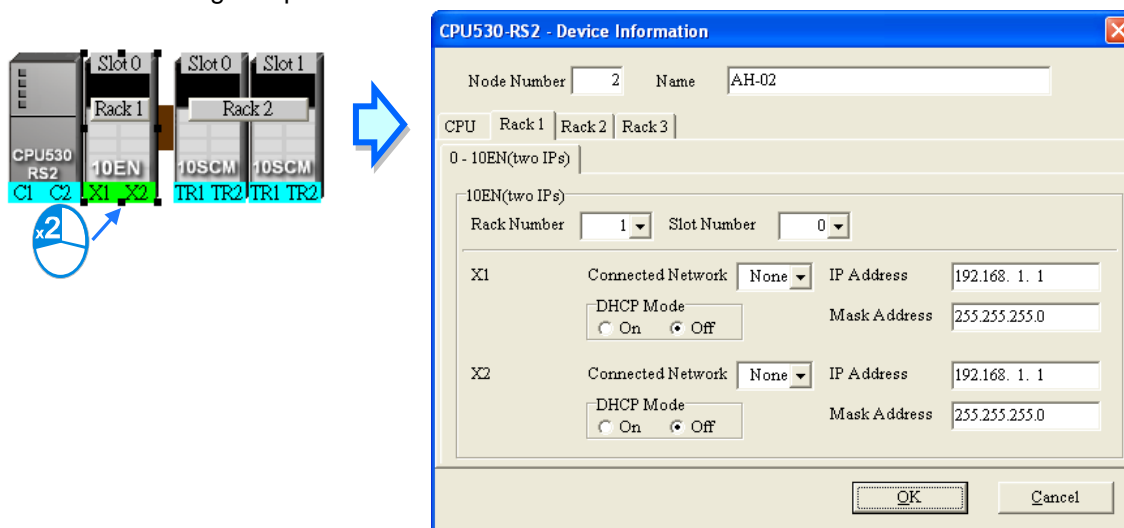 CPU530-RS2 - Device Information
Node Number 2 Name AH-02
CPU Rack 1 Rack 2 Rack 3
0 - 10EN(two IPs)
10EN(two IPs)
Rack Number 1 Slot Number 0
X1 Connected Network None IP Address 192.168. 1. 1
DHCP Mode
On Off Mask Address 255.255.255.0
X2 Connected Network None IP Address 192.168. 1. 1
DHCP Mode
On Off Mask Address 255.255.255.0
OK Cancel
Slot 0 Slot 0 Slot 1
Rack 1 Rack 2
CPU530
RS2 10EN 10SCM 10SCM
C1 C2 X1 X2 TR1 TR2 TR1 TR2
x2